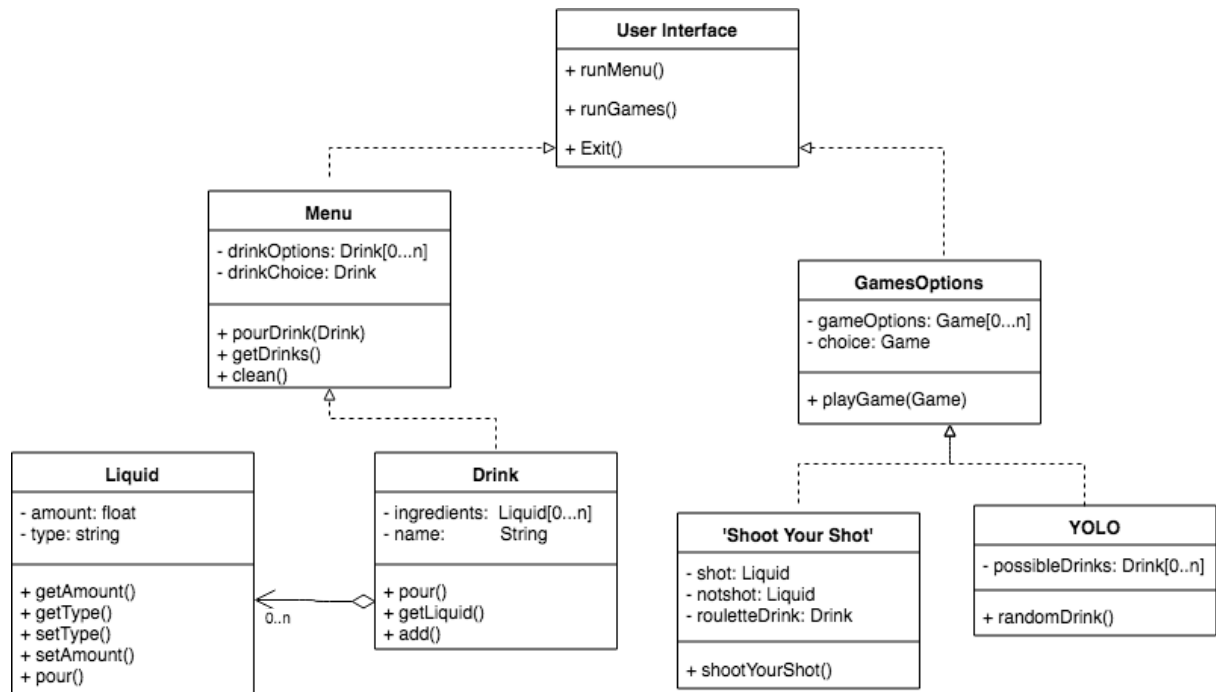 User Interface
+ runMenu()
+ runGames()
+ Exit()
Menu
- drinkOptions: Drink[0...n]
- drinkChoice: Drink
+ pourDrink(Drink)
+ getDrinks()
+ clean()
GamesOptions
- gameOptions: Game[0...n]
- choice: Game
+ playGame(Game)
Liquid
- amount: float
- type: string
+ getAmount()
+ getType()
+ setType()
+ setAmount()
+ pour()
0..n
Drink
- ingredients: Liquid[0...n]
- name: String
+ pour()
+ getLiquid()
+ add()
'Shoot Your Shot'
- shot: Liquid
- notshot: Liquid
- rouletteDrink: Drink
+ shootYourShot()
YOLO
- possibleDrinks: Drink[0..n]
+ randomDrink()